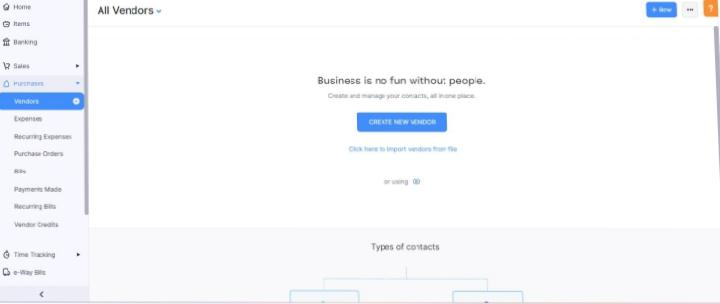 Home
All Vendors
+ New
Items
Banking
Sales
Purchases
Vendors
Expenses
Recurring Expenses
Purchase Orders
Bills
Payments Made
Recurring Bills
Vendor Credits
Time Tracking
e-Way Bills
Business is no fun without people.
Create and manage your contacts, all in one place.
CREATE NEW VENDOR
Click here to import vendors from file
or using
Types of contacts